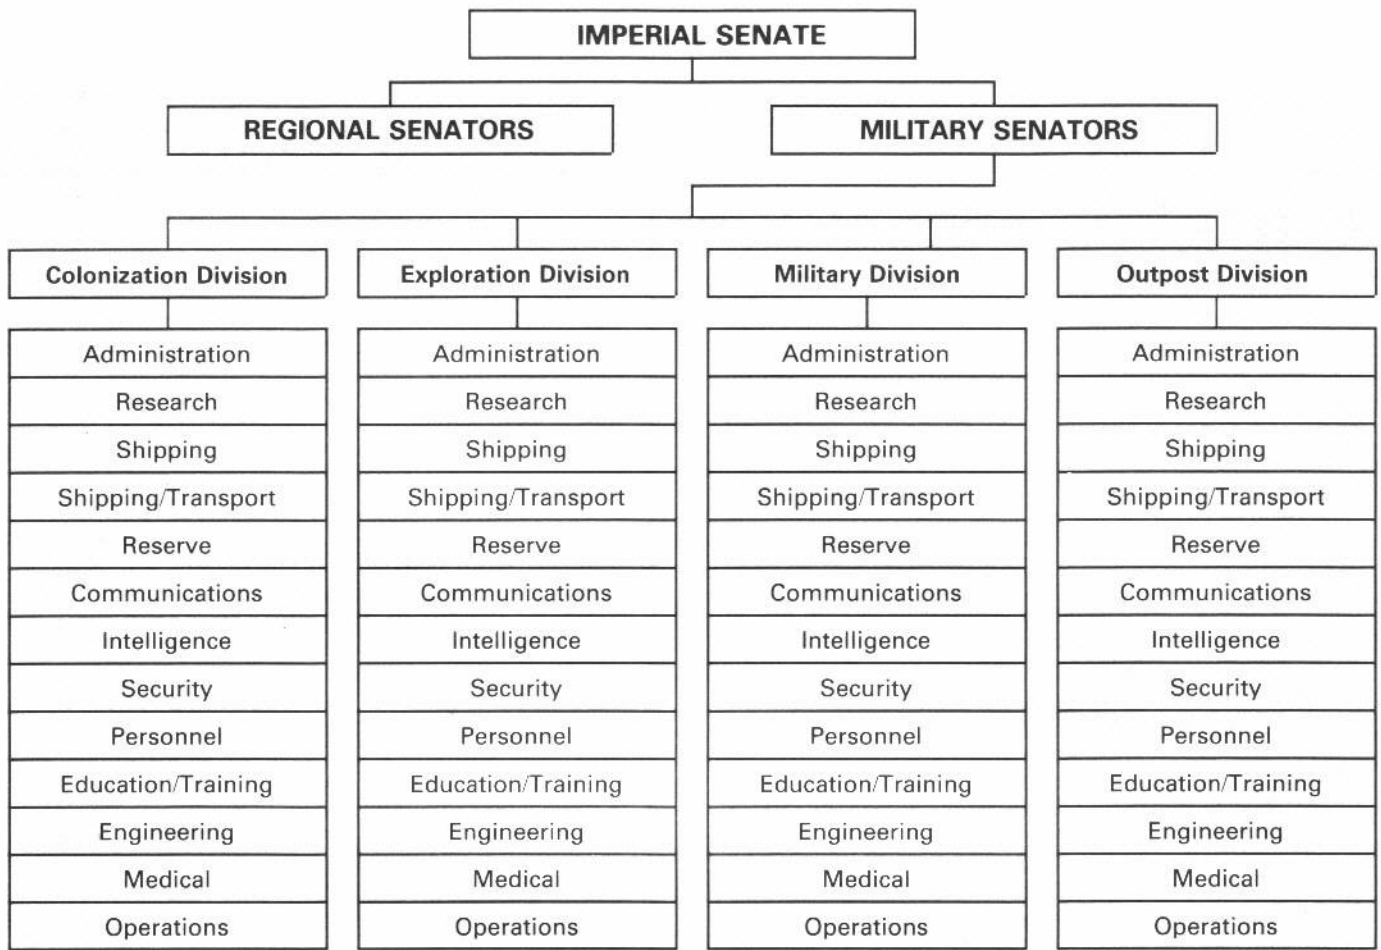 IMPERIAL SENATE
REGIONAL SENATORS
MILITARY SENATORS
Colonization Division
Administration
Research
Shipping
Shipping/Transport
Reserve
Communications
Intelligence
Security
Personnel
Education/Training
Engineering
Medical
Operations
Exploration Division
Administration
Research
Shipping
Shipping/Transport
Reserve
Communications
Intelligence
Security
Personnel
Education/Training
Engineering
Medical
Operations
Military Division
Administration
Research
Shipping
Shipping/Transport
Reserve
Communications
Intelligence
Security
Personnel
Education/Training
Engineering
Medical
Operations
Outpost Division
Administration
Research
Shipping
Shipping/Transport
Reserve
Communications
Intelligence
Security
Personnel
Education/Training
Engineering
Medical
Operations